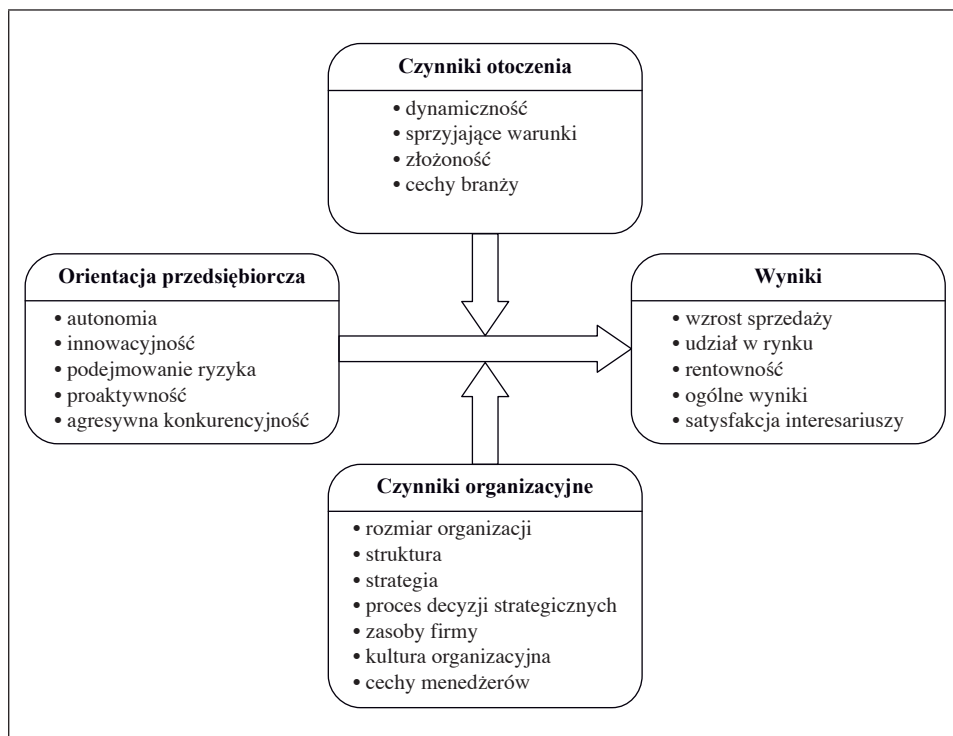 Czynniki otoczenia
• dynamiczność
• sprzyjające warunki
• złożoność
• cechy branży
Orientacja przedsiębiorcza
• autonomia
• innowacyjność
• podejmowanie ryzyka
• proaktywność
• agresywna konkurencyjność
Wyniki
• wzrost sprzedaży
• udział w rynku
• rentowność
• ogólne wyniki
• satysfakcja interesariuszy
Czynniki organizacyjne
• rozmiar organizacji
• struktura
• strategia
• proces decyzji strategicznych
• zasoby firmy
• kultura organizacyjna
• cechy menedżerów